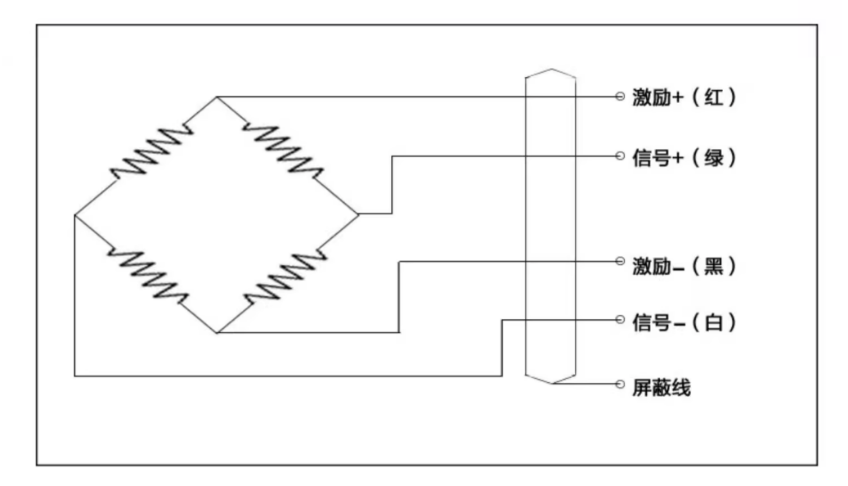 激励+（红）
信号+（绿）
激励–（黑）
信号–（白）
屏蔽线